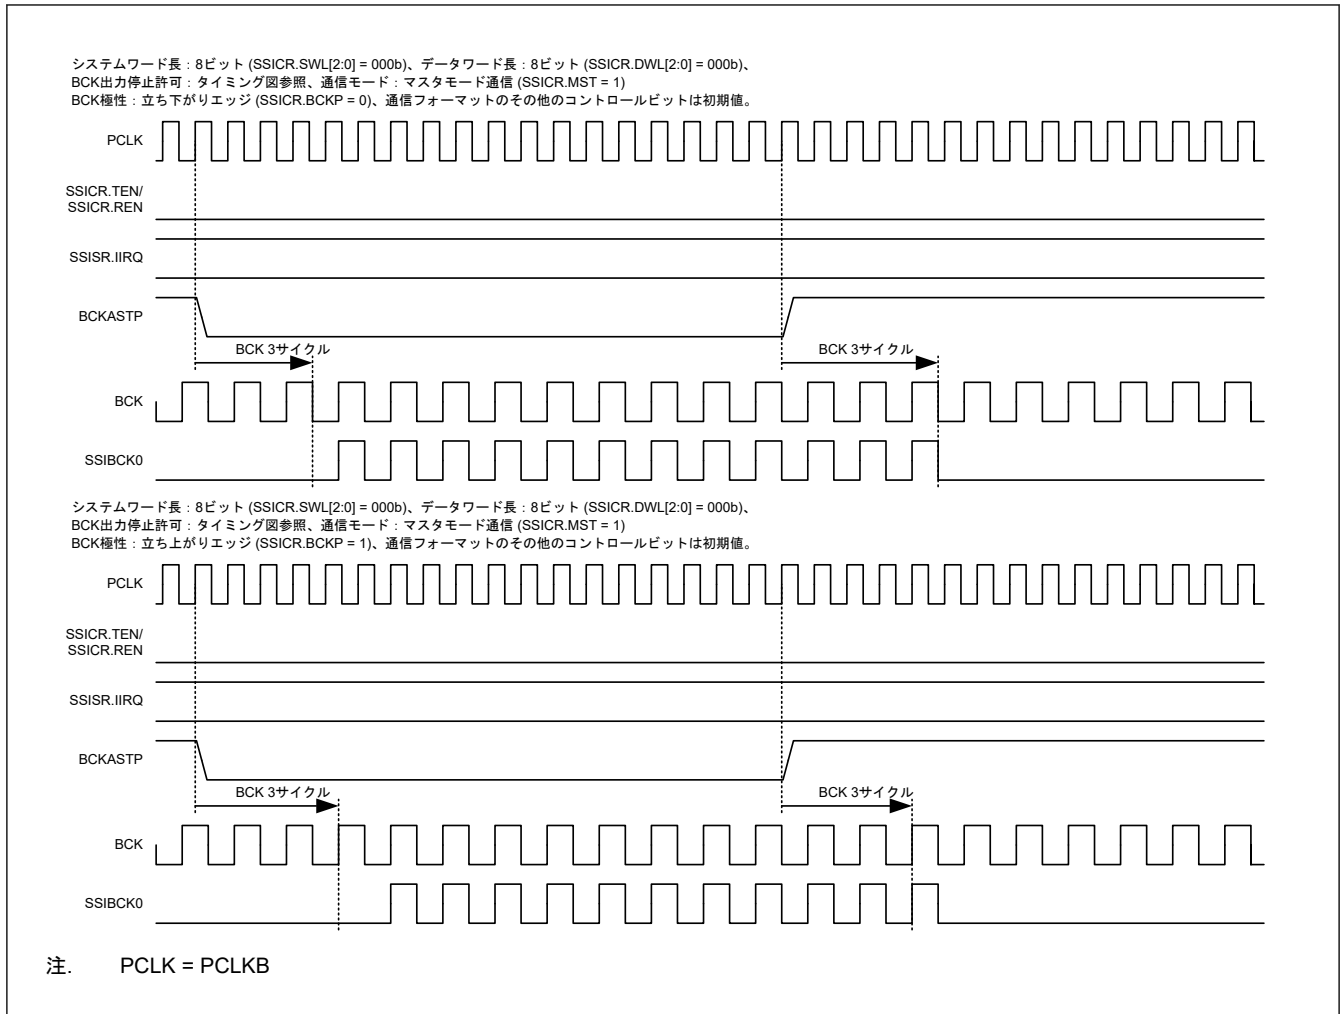 システムワード長：8ビット (SSICR.SWL[2:0] = 000b)、データワード長：8ビット (SSICR.DWL[2:0] = 000b)、
BCK出力停止許可：タイミング図参照、通信モード：マスタモード通信 (SSICR.MST = 1)
BCK極性：立ち下がりエッジ (SSICR.BCKP = 0)、通信フォーマットのその他のコントロールビットは初期値。
PCLK
SSICR.TEN/
SSICR.REN
SSISR.IIRQ
BCKASTP
BCK 3サイクル
BCK 3サイクル
BCK
SSIBCK0
システムワード長：8ビット (SSICR.SWL[2:0] = 000b)、データワード長：8ビット (SSICR.DWL[2:0] = 000b)、
BCK出力停止許可：タイミング図参照、通信モード：マスタモード通信 (SSICR.MST = 1)
BCK極性：立ち上がりエッジ (SSICR.BCKP = 1)、通信フォーマットのその他のコントロールビットは初期値。
PCLK
SSICR.TEN/
SSICR.REN
SSISR.IIRQ
BCKASTP
BCK 3サイクル
BCK 3サイクル
BCK
SSIBCK0
注. PCLK = PCLKB